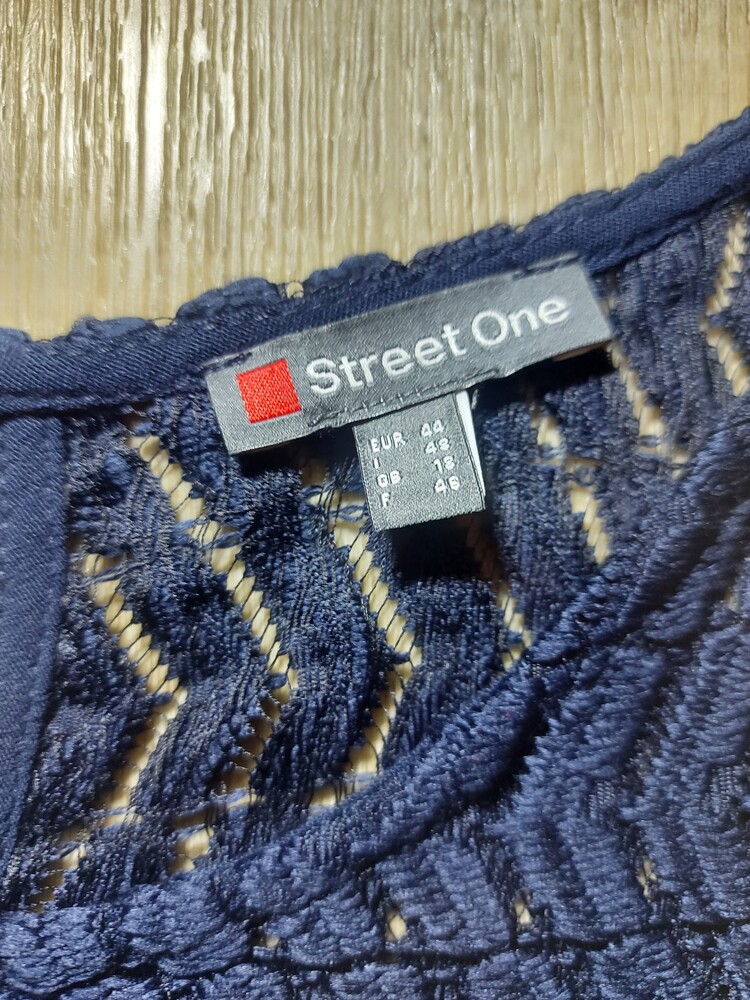 Street One
EUR 44
I 48
GB 18
F 46